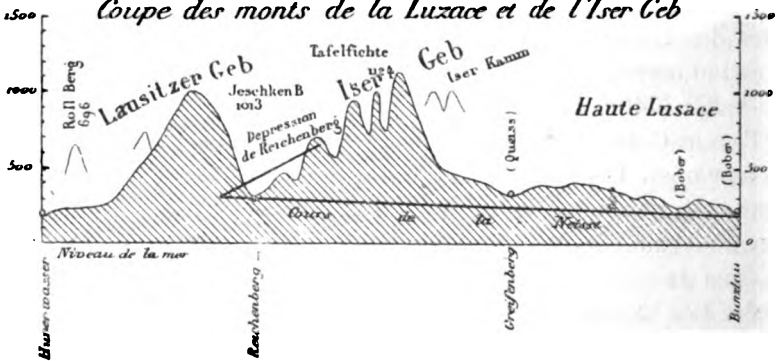 Coupe des monts de la Luzace et de l'Iser Geb
1500
1000
500
0
Roll Berg
696
Lausitzer Geb
Jeschken B
1013
Depression
de Reichenberg
Tafelfichte
1124
Iser
Geb
Iser Kamm
Haute Lusace
(Queiss)
(Bober)
(Bober)
1500
1000
500
0
Cours de la Neisse
Niveau de la mer
Reichenberg
Greifenberg
Bunzlau